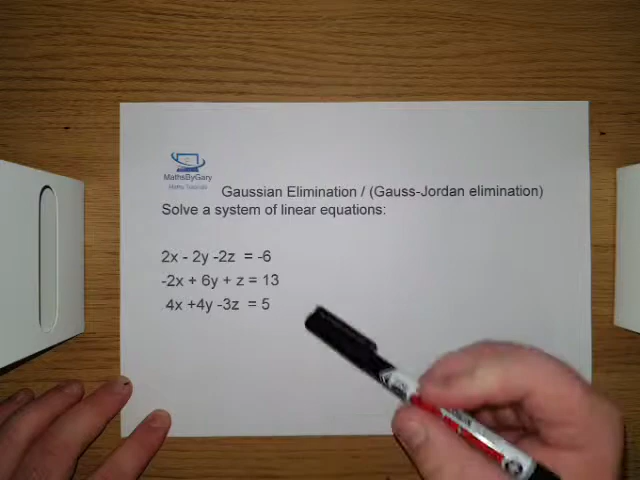 MathsByGary
Maths Tutorials
Gaussian Elimination / (Gauss-Jordan elimination)
Solve a system of linear equations:
2x - 2y -2z = -6
-2x + 6y + z = 13
4x +4y -3z = 5